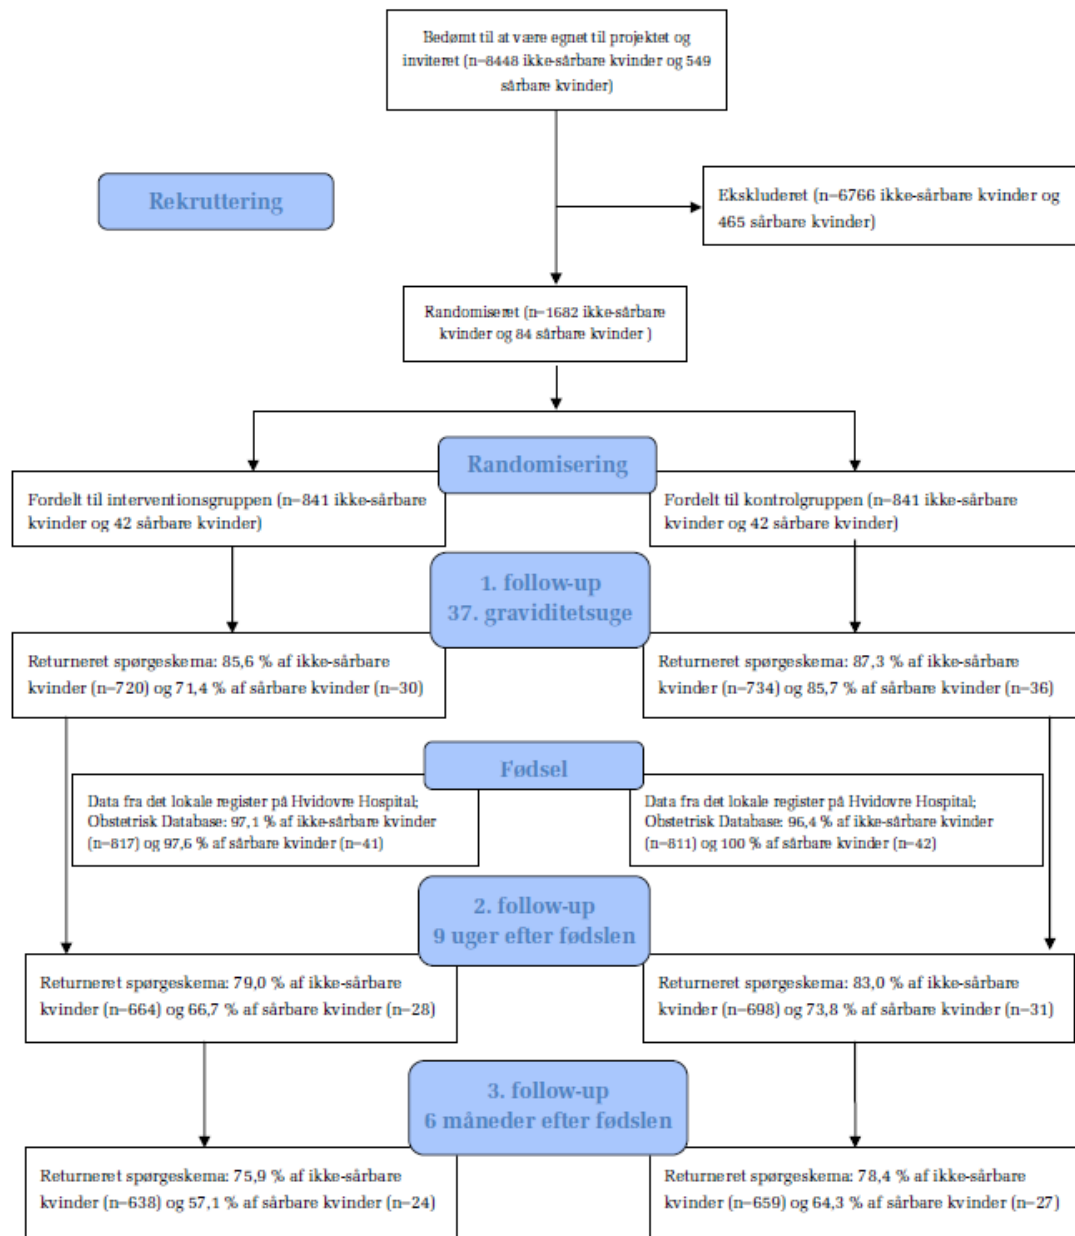 Bedømt til at være egnet til projektet og
inviteret (n=8448 ikke-sårbare kvinder og 549
sårbare kvinder)
Rekruttering
Ekskluderet (n=6766 ikke-sårbare kvinder og
465 sårbare kvinder)
Randomiseret (n=1682 ikke-sårbare
kvinder og 84 sårbare kvinder )
Randomisering
Fordelt til interventionsgruppen (n=841 ikke-sårbare
kvinder og 42 sårbare kvinder)
Fordelt til kontrolgruppen (n=841 ikke-sårbare
kvinder og 42 sårbare kvinder)
1. follow-up
37. graviditetsuge
Returneret spørgeskema: 85,6 % af ikke-sårbare
kvinder (n=720) og 71,4 % af sårbare kvinder (n=30)
Returneret spørgeskema: 87,3 % af ikke-sårbare
kvinder (n=734) og 85,7 % af sårbare kvinder (n=36)
Fødsel
Data fra det lokale register på Hvidovre Hospital;
Obstetrisk Database: 97,1 % af ikke-sårbare kvinder
(n=817) og 97,6 % af sårbare kvinder (n=41)
Data fra det lokale register på Hvidovre Hospital;
Obstetrisk Database: 96,4 % af ikke-sårbare kvinder
(n=811) og 100 % af sårbare kvinder (n=42)
2. follow-up
9 uger efter fødslen
Returneret spørgeskema: 79,0 % af ikke-sårbare
kvinder (n=664) og 66,7 % af sårbare kvinder (n=28)
Returneret spørgeskema: 83,0 % af ikke-sårbare
kvinder (n=698) og 73,8 % af sårbare kvinder (n=31)
3. follow-up
6 måneder efter fødslen
Returneret spørgeskema: 75,9 % af ikke-sårbare
kvinder (n=638) og 57,1 % af sårbare kvinder (n=24)
Returneret spørgeskema: 78,4 % af ikke-sårbare
kvinder (n=659) og 64,3 % af sårbare kvinder (n=27)